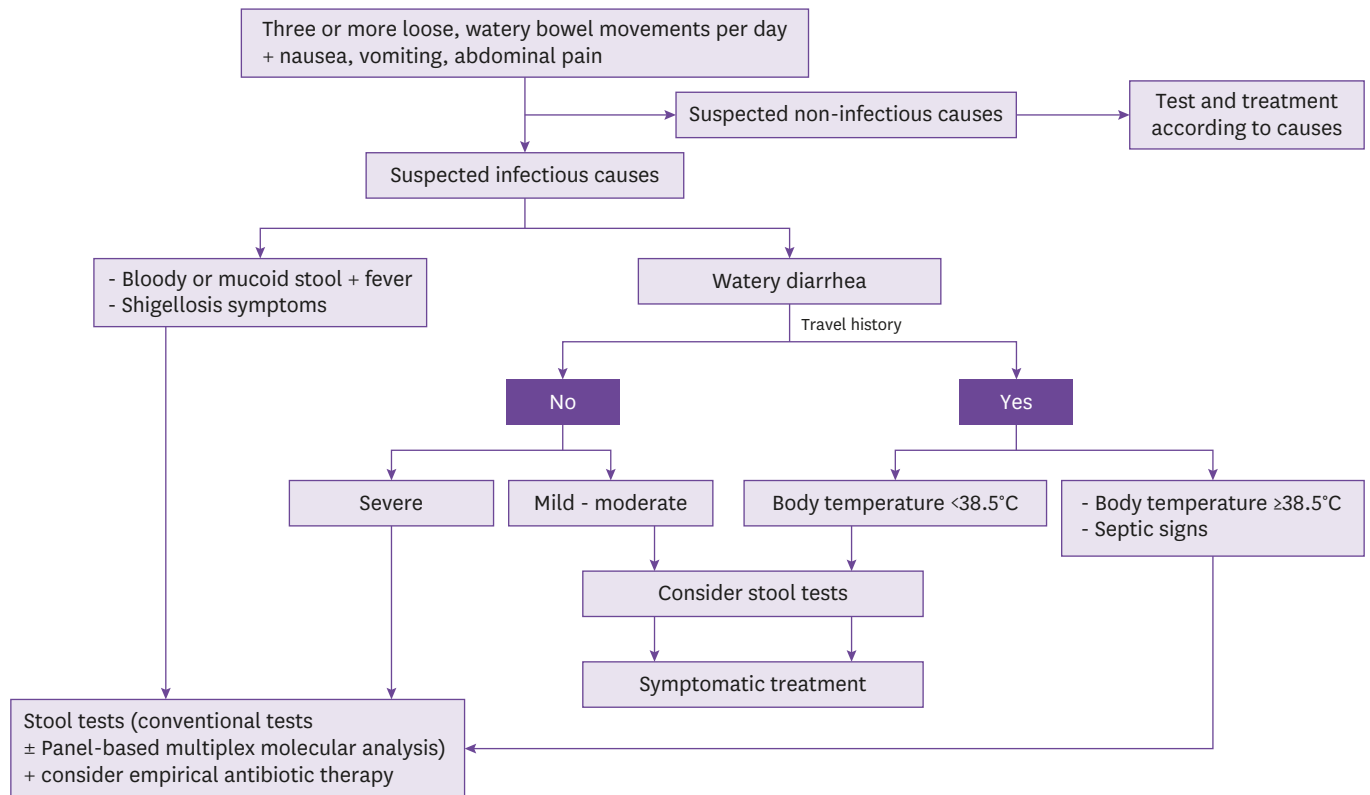 Three or more loose, watery bowel movements per day
+ nausea, vomiting, abdominal pain
Suspected non-infectious causes
Test and treatment
according to causes
Suspected infectious causes
- Bloody or mucoid stool + fever
- Shigellosis symptoms
Watery diarrhea
Travel history
No
Yes
Severe
Mild - moderate
Body temperature <38.5°C
- Body temperature ≥38.5°C
- Septic signs
Consider stool tests
Symptomatic treatment
Stool tests (conventional tests
± Panel-based multiplex molecular analysis)
+ consider empirical antibiotic therapy